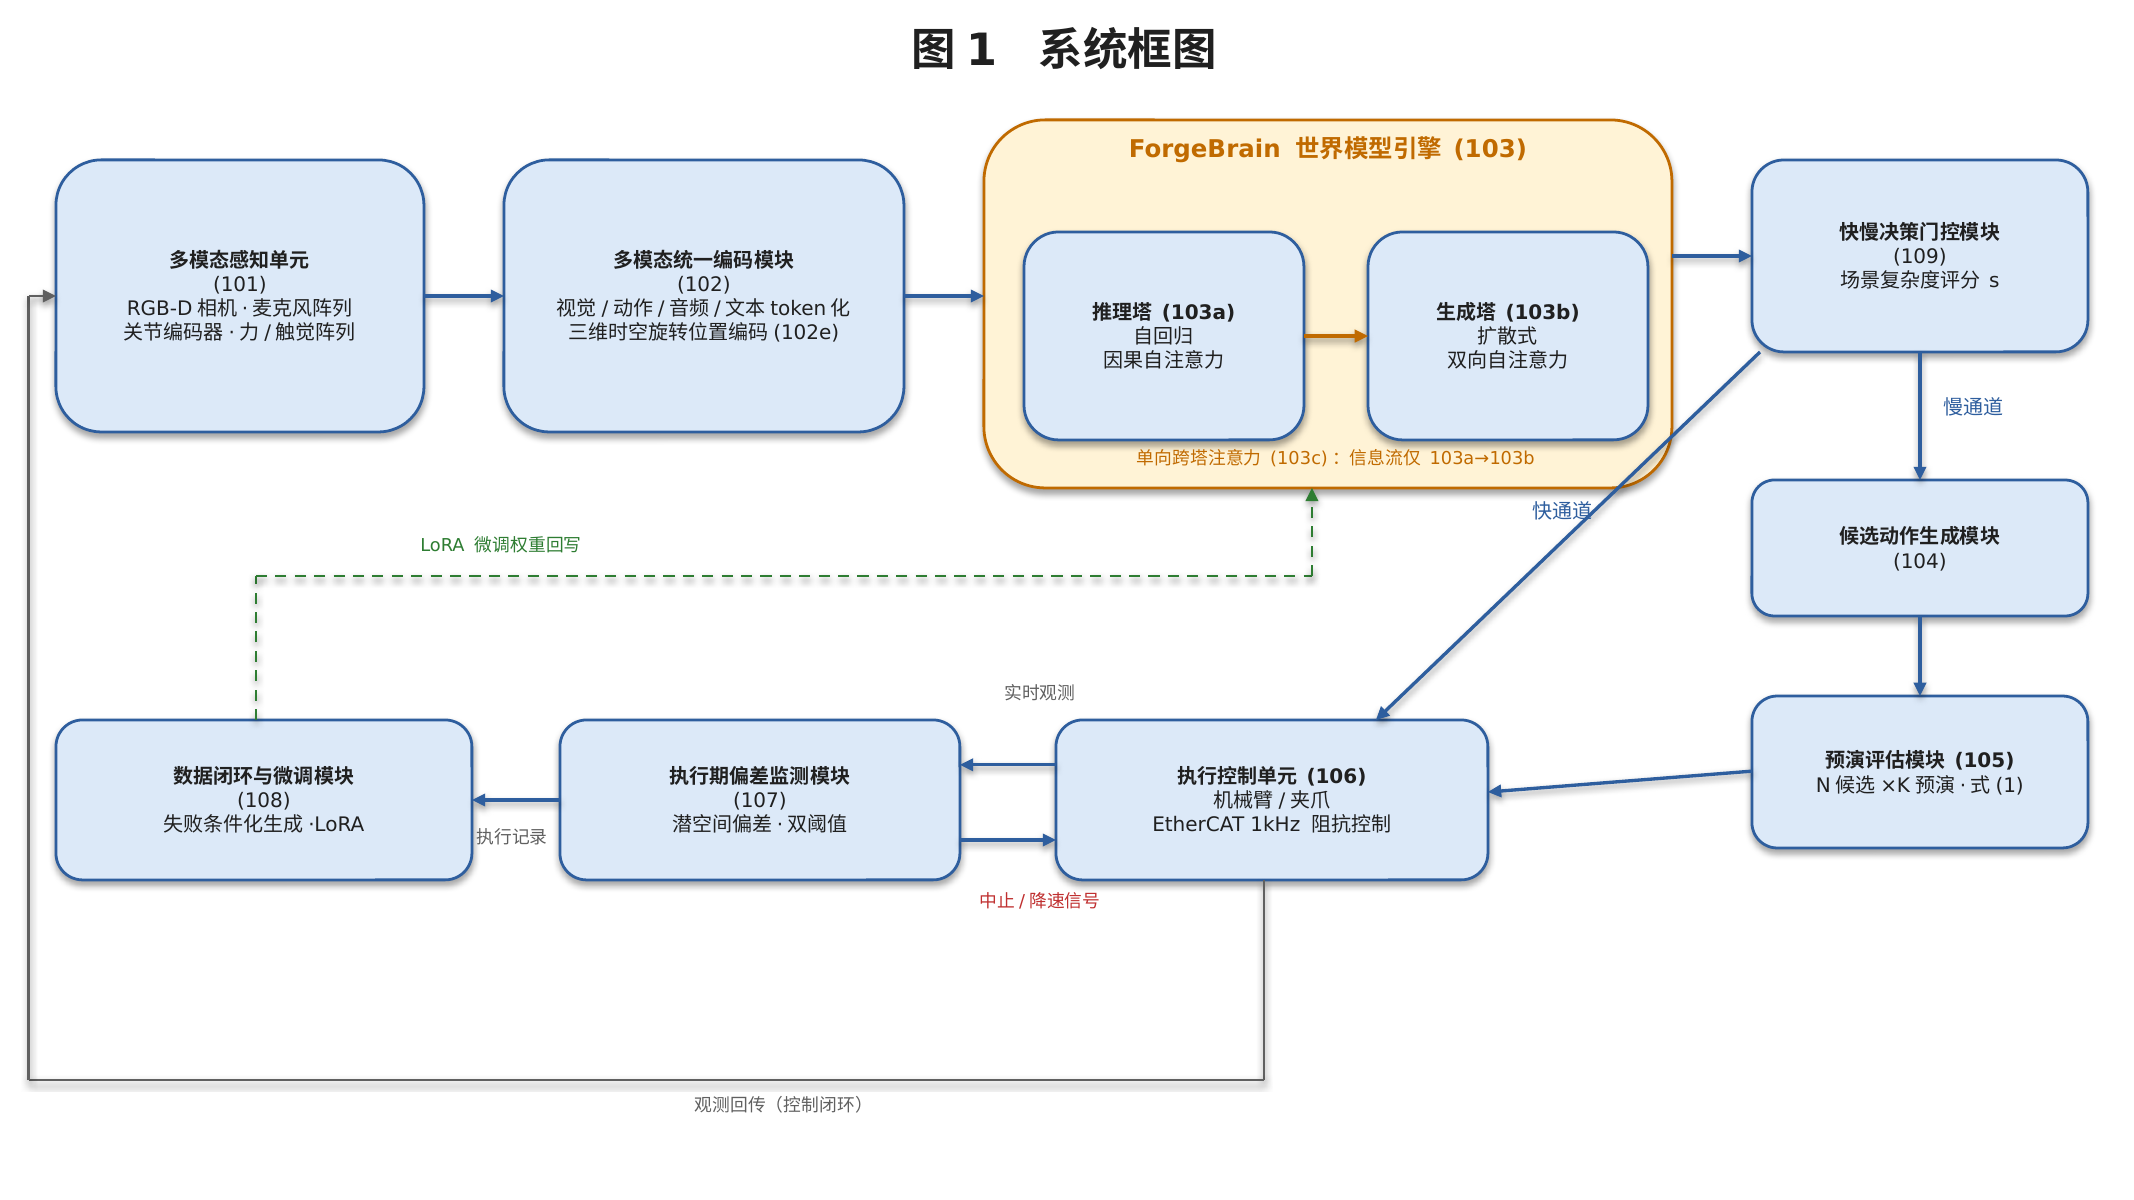 图 1 系统框图
多模态感知单元
(101)
RGB-D 相机 · 麦克风阵列
关节编码器 · 力 / 触觉阵列
多模态统一编码模块
(102)
视觉 / 动作 / 音频 / 文本 token 化
三维时空旋转位置编码 (102e)
ForgeBrain 世界模型引擎 (103)
推理塔 (103a)
自回归
因果自注意力
生成塔 (103b)
扩散式
双向自注意力
单向跨塔注意力 (103c)：信息流仅 103a→103b
快慢决策门控模块
(109)
场景复杂度评分 s
慢通道
快通道
候选动作生成模块
(104)
LoRA 微调权重回写
实时观测
数据闭环与微调模块
(108)
失败条件化生成 ·LoRA
执行记录
执行期偏差监测模块
(107)
潜空间偏差 · 双阈值
执行控制单元 (106)
机械臂 / 夹爪
EtherCAT 1kHz 阻抗控制
预演评估模块 (105)
N 候选 ×K 预演 · 式 (1)
中止 / 降速信号
观测回传（控制闭环）